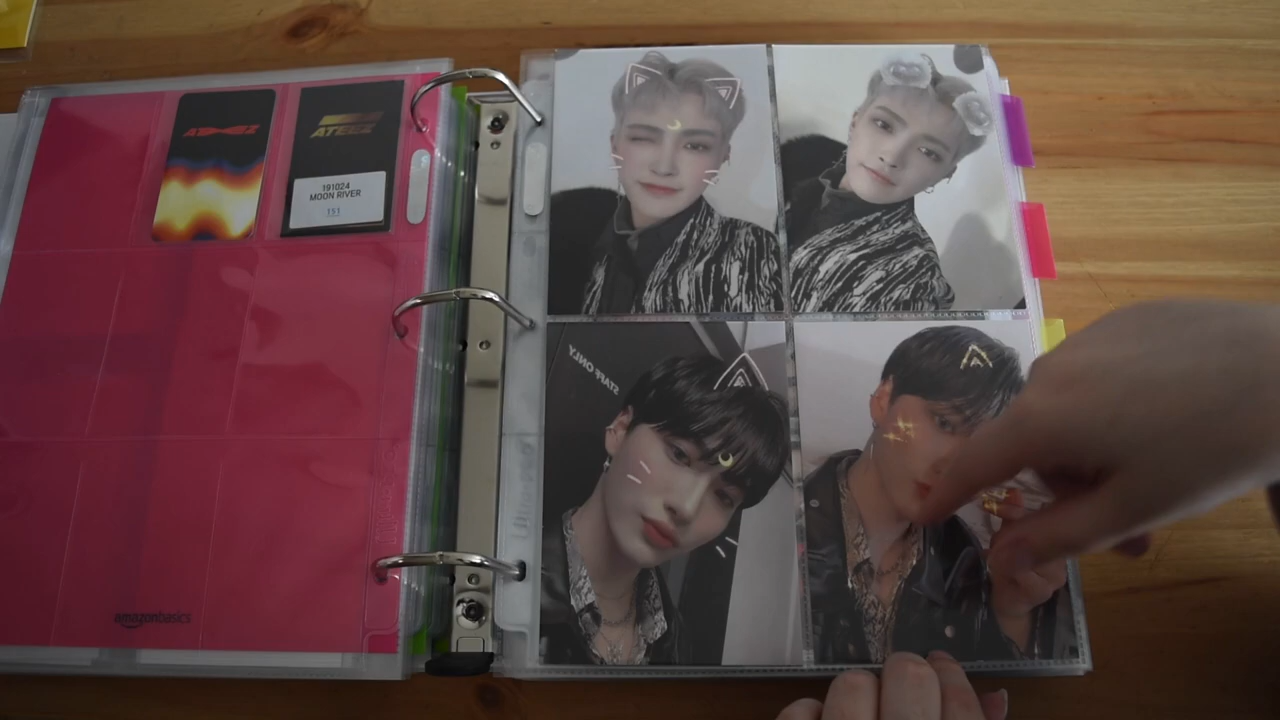 ATEEZ
ATEEZ
191024
MOON RIVER
151
STAFF ONLY
amazonbasics